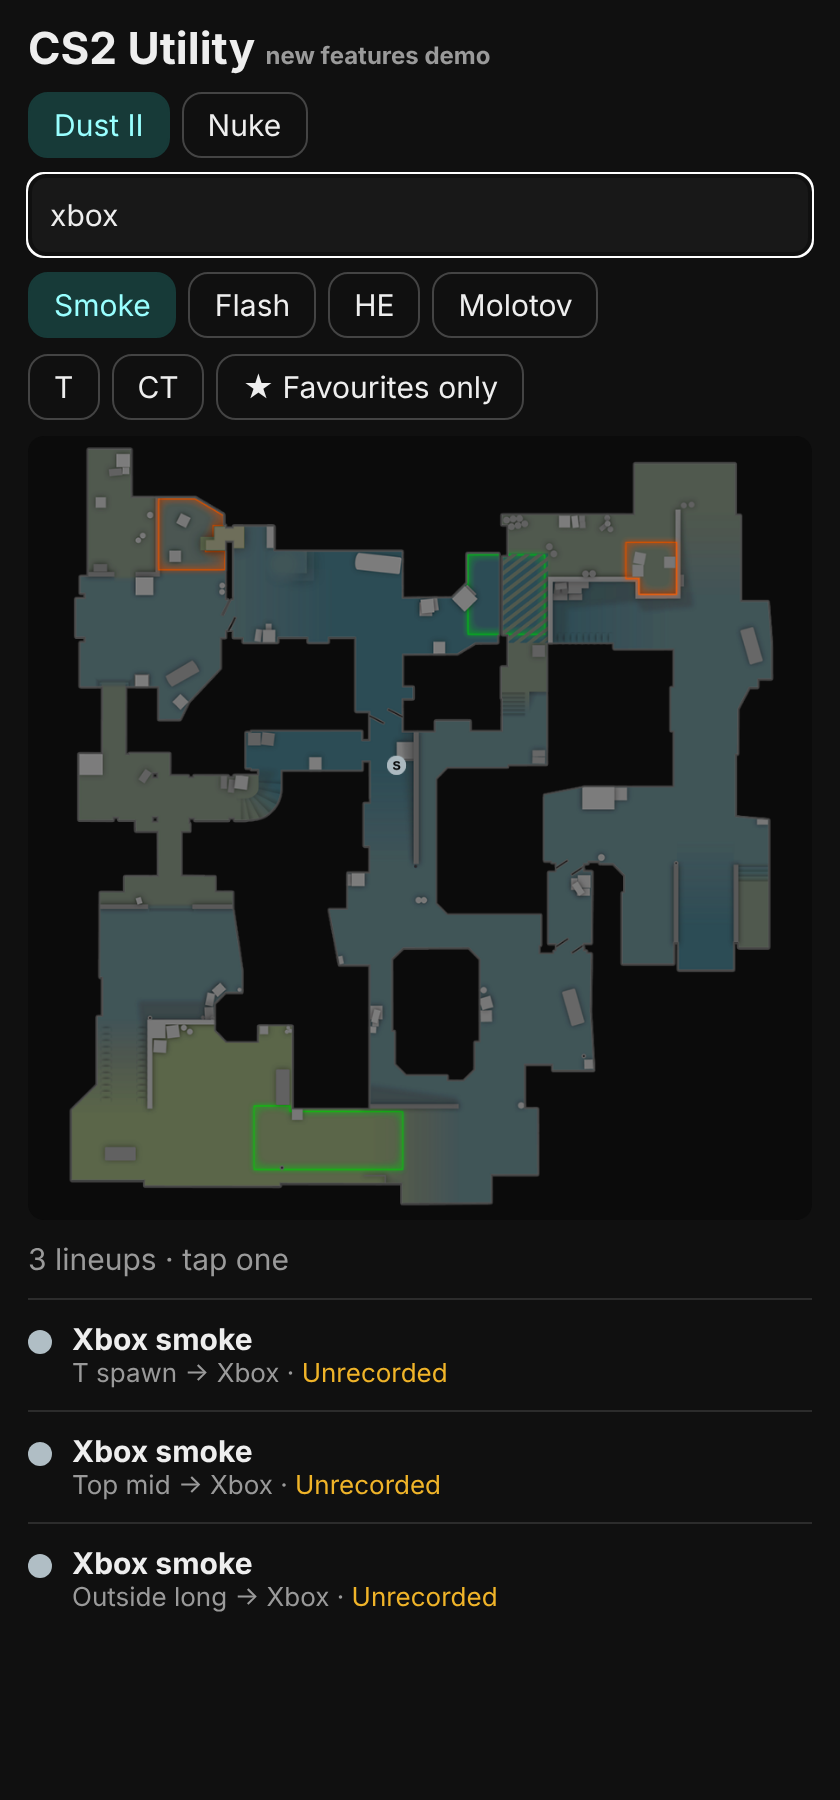 CS2 Utility new features demo
Dust II Nuke
xbox
Smoke Flash HE Molotov
T CT ★ Favourites only
S
3 lineups · tap one
Xbox smoke
T spawn → Xbox · Unrecorded
Xbox smoke
Top mid → Xbox · Unrecorded
Xbox smoke
Outside long → Xbox · Unrecorded